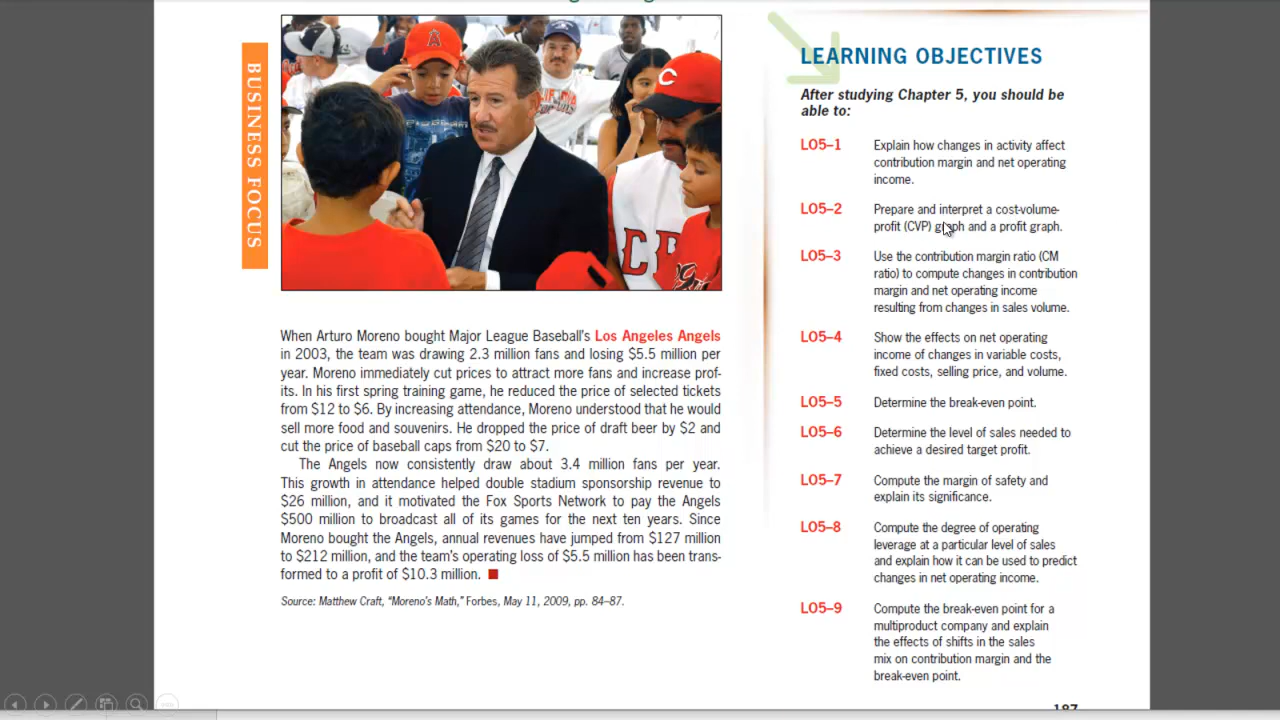 BUSINESS FOCUS
When Arturo Moreno bought Major League Baseball's Los Angeles Angels
in 2003, the team was drawing 2.3 million fans and losing $5.5 million per
year. Moreno immediately cut prices to attract more fans and increase prof-
its. In his first spring training game, he reduced the price of selected tickets
from $12 to $6. By increasing attendance, Moreno understood that he would
sell more food and souvenirs. He dropped the price of draft beer by $2 and
cut the price of baseball caps from $20 to $7.
The Angels now consistently draw about 3.4 million fans per year.
This growth in attendance helped double stadium sponsorship revenue to
$26 million, and it motivated the Fox Sports Network to pay the Angels
$500 million to broadcast all of its games for the next ten years. Since
Moreno bought the Angels, annual revenues have jumped from $127 million
to $212 million, and the team's operating loss of $5.5 million has been trans-
formed to a profit of $10.3 million.
Source: Matthew Craft, "Moreno's Math," Forbes, May 11, 2009, pp. 84–87.
LEARNING OBJECTIVES
After studying Chapter 5, you should be
able to:
LO5–1 Explain how changes in activity affect
contribution margin and net operating
income.
LO5–2 Prepare and interpret a cost-volume-
profit (CVP) graph and a profit graph.
LO5–3 Use the contribution margin ratio (CM
ratio) to compute changes in contribution
margin and net operating income
resulting from changes in sales volume.
LO5–4 Show the effects on net operating
income of changes in variable costs,
fixed costs, selling price, and volume.
LO5–5 Determine the break-even point.
LO5–6 Determine the level of sales needed to
achieve a desired target profit.
LO5–7 Compute the margin of safety and
explain its significance.
LO5–8 Compute the degree of operating
leverage at a particular level of sales
and explain how it can be used to predict
changes in net operating income.
LO5–9 Compute the break-even point for a
multiproduct company and explain
the effects of shifts in the sales
mix on contribution margin and the
break-even point.
187